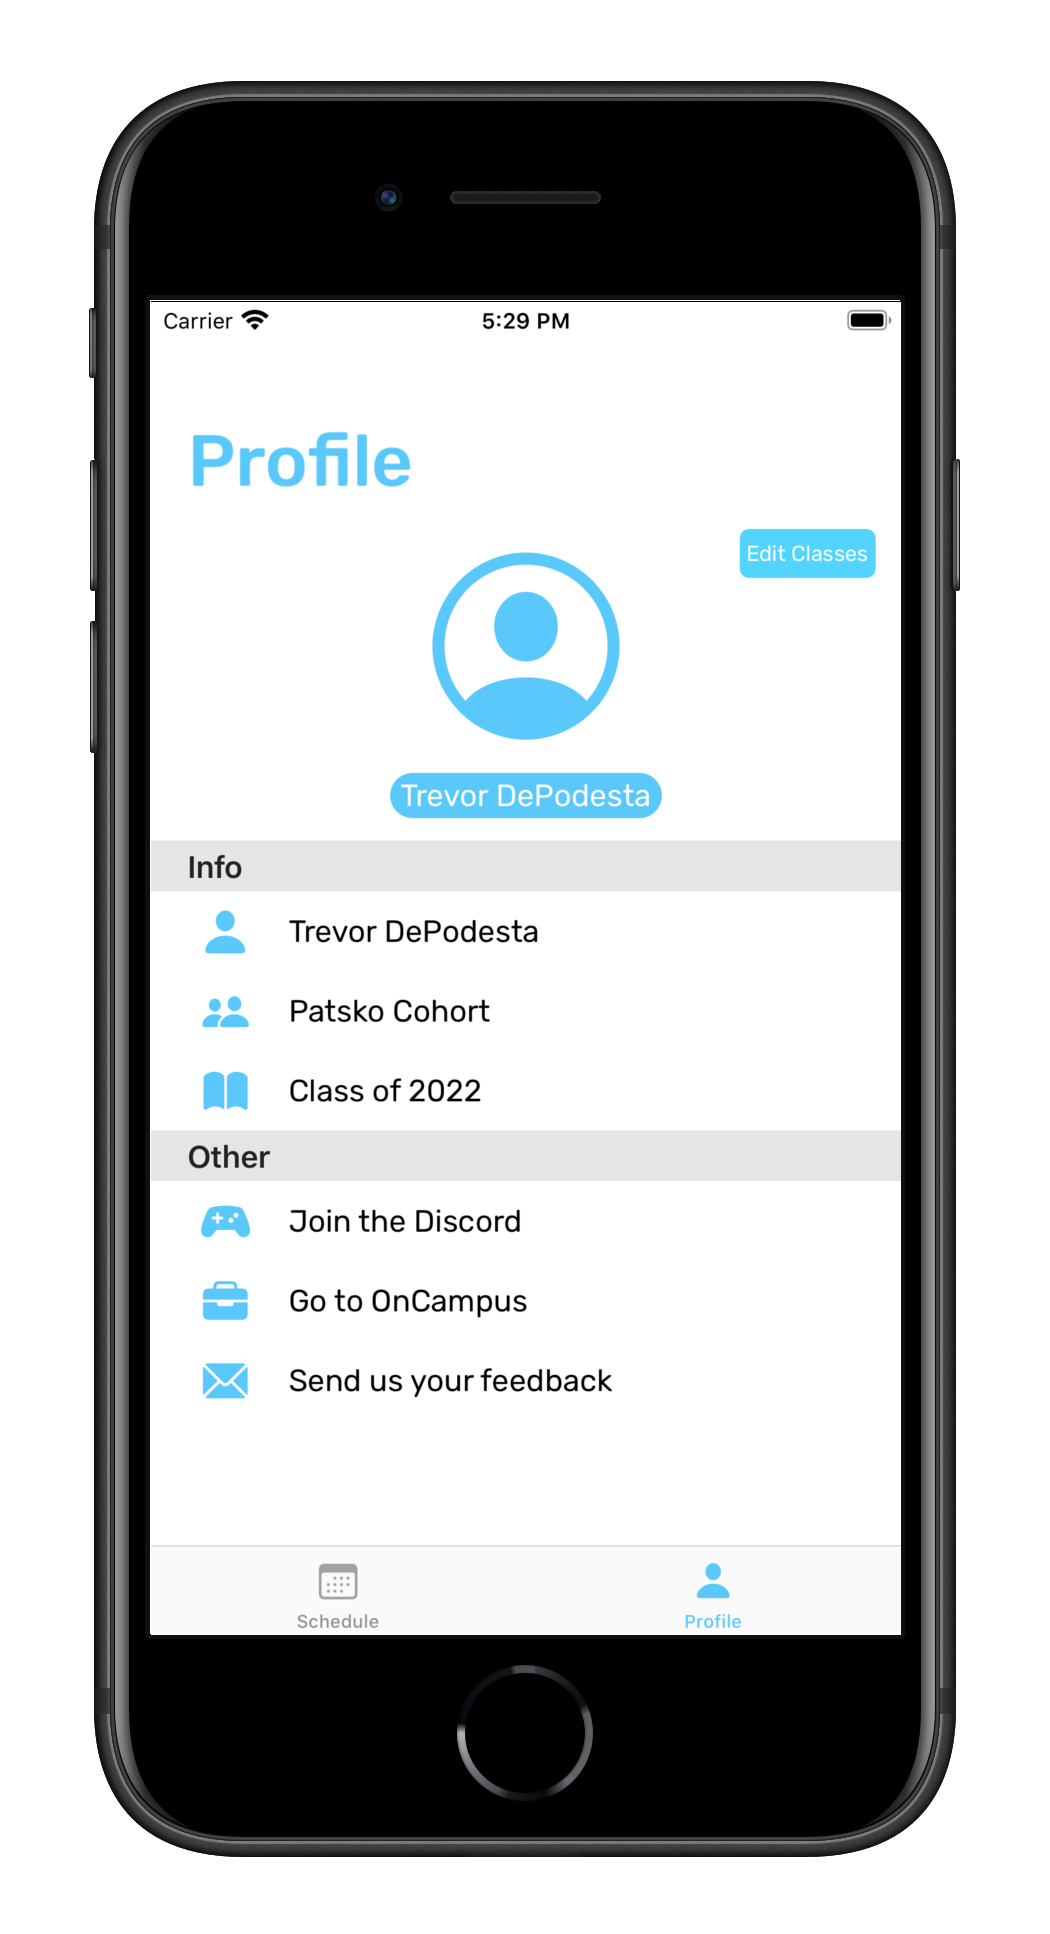 Carrier
5:29 PM
Profile
Edit Classes
Trevor DePodesta
Info
Trevor DePodesta
Patsko Cohort
Class of 2022
Other
Join the Discord
Go to OnCampus
Send us your feedback
Schedule
Profile